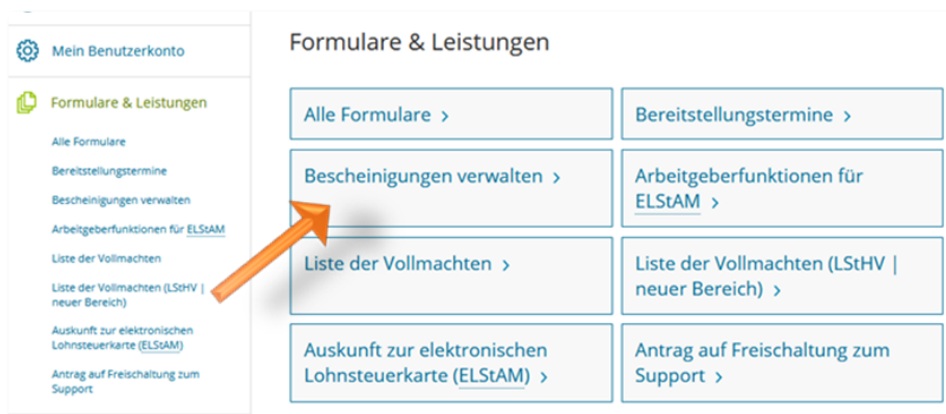 Mein Benutzerkonto
Formulare & Leistungen
Alle Formulare
Bereitstellungstermine
Bescheinigungen verwalten
Arbeitgeberfunktionen für ELStAM
Liste der Vollmachten
Liste der Vollmachten (LStHV |
neuer Bereich)
Auskunft zur elektronischen
Lohnsteuerkarte (ELStAM)
Antrag auf Freischaltung zum
Support
Formulare & Leistungen
Alle Formulare >
Bereitstellungstermine >
Bescheinigungen verwalten >
Arbeitgeberfunktionen für
ELStAM >
Liste der Vollmachten >
Liste der Vollmachten (LStHV |
neuer Bereich) >
Auskunft zur elektronischen
Lohnsteuerkarte (ELStAM) >
Antrag auf Freischaltung zum
Support >